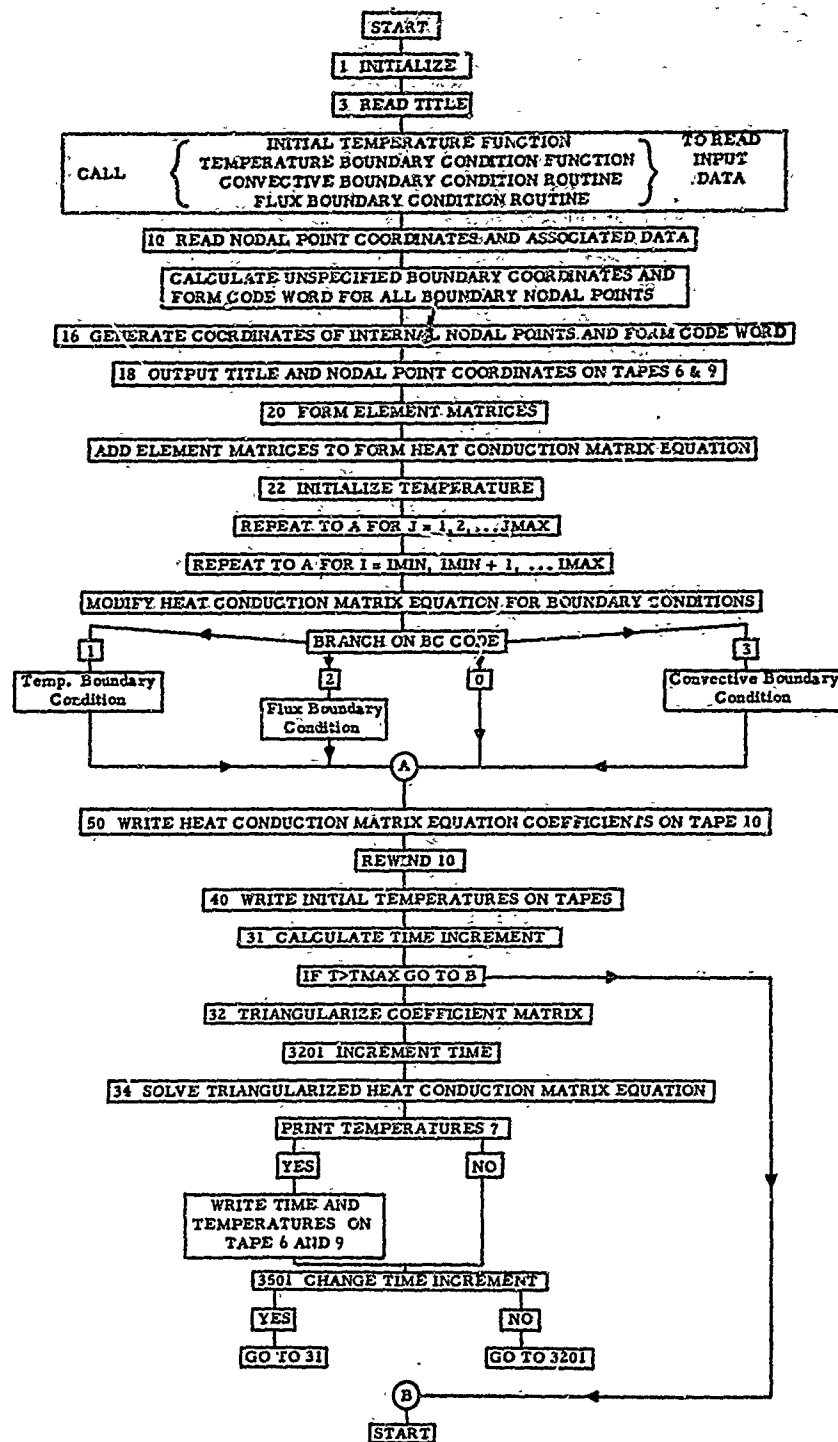 START
1 INITIALIZE
3 READ TITLE
CALL
INITIAL TEMPERATURE FUNCTION
TEMPERATURE BOUNDARY CONDITION FUNCTION
CONVECTIVE BOUNDARY CONDITION ROUTINE
FLUX BOUNDARY CONDITION ROUTINE
TO READ
INPUT
DATA
10 READ NODAL POINT COORDINATES AND ASSOCIATED DATA
CALCULATE UNSPECIFIED BOUNDARY COORDINATES AND
FORM CODE WORD FOR ALL BOUNDARY NODAL POINTS
16 GENERATE COORDINATES OF INTERNAL NODAL POINTS AND FORM CODE WORD
18 OUTPUT TITLE AND NODAL POINT COORDINATES ON TAPES 6 & 9
20 FORM ELEMENT MATRICES
ADD ELEMENT MATRICES TO FORM HEAT CONDUCTION MATRIX EQUATION
22 INITIALIZE TEMPERATURE
REPEAT TO A FOR J = 1, 2, ... JMAX
REPEAT TO A FOR I = IMIN, IMIN + 1, ... IMAX
MODIFY HEAT CONDUCTION MATRIX EQUATION FOR BOUNDARY CONDITIONS
BRANCH ON BC CODE
1
2
0
3
Temp. Boundary
Condition
Flux Boundary
Condition
Convective Boundary
Condition
A
50 WRITE HEAT CONDUCTION MATRIX EQUATION COEFFICIENTS ON TAPE 10
REWIND 10
40 WRITE INITIAL TEMPERATURES ON TAPES
31 CALCULATE TIME INCREMENT
IF T>TMAX GO TO B
32 TRIANGULARIZE COEFFICIENT MATRIX
3201 INCREMENT TIME
34 SOLVE TRIANGULARIZED HEAT CONDUCTION MATRIX EQUATION
PRINT TEMPERATURES ?
YES
NO
WRITE TIME AND
TEMPERATURES ON
TAPE 6 AND 9
3501 CHANGE TIME INCREMENT
YES
NO
GO TO 31
GO TO 3201
B
START